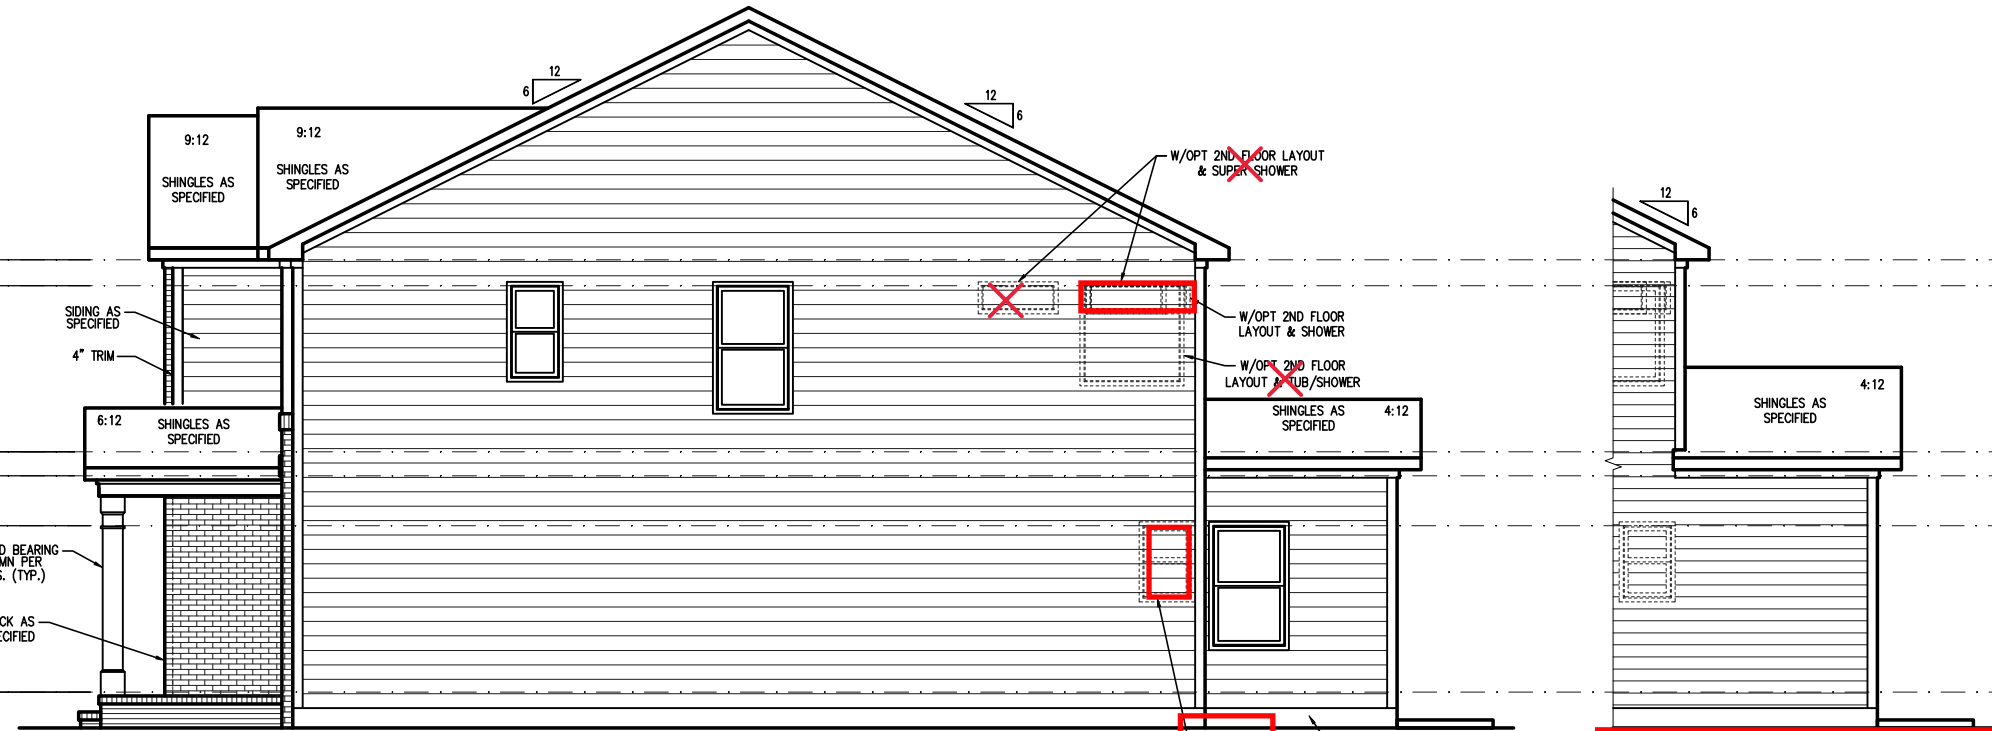 12
6
12
6
9:12
9:12
SHINGLES AS
SPECIFIED
SHINGLES AS
SPECIFIED
W/OPT 2ND FLOOR LAYOUT
& SUPER SHOWER
12
6
SIDING AS
SPECIFIED
4" TRIM
W/OPT 2ND FLOOR
LAYOUT & SHOWER
W/OPT 2ND FLOOR
LAYOUT & TUB/SHOWER
6:12
SHINGLES AS
SPECIFIED
SHINGLES AS
SPECIFIED
4:12
SHINGLES AS
SPECIFIED
4:12
D BEARING
MN PER
S. (TYP.)
CK AS
ECIFIED